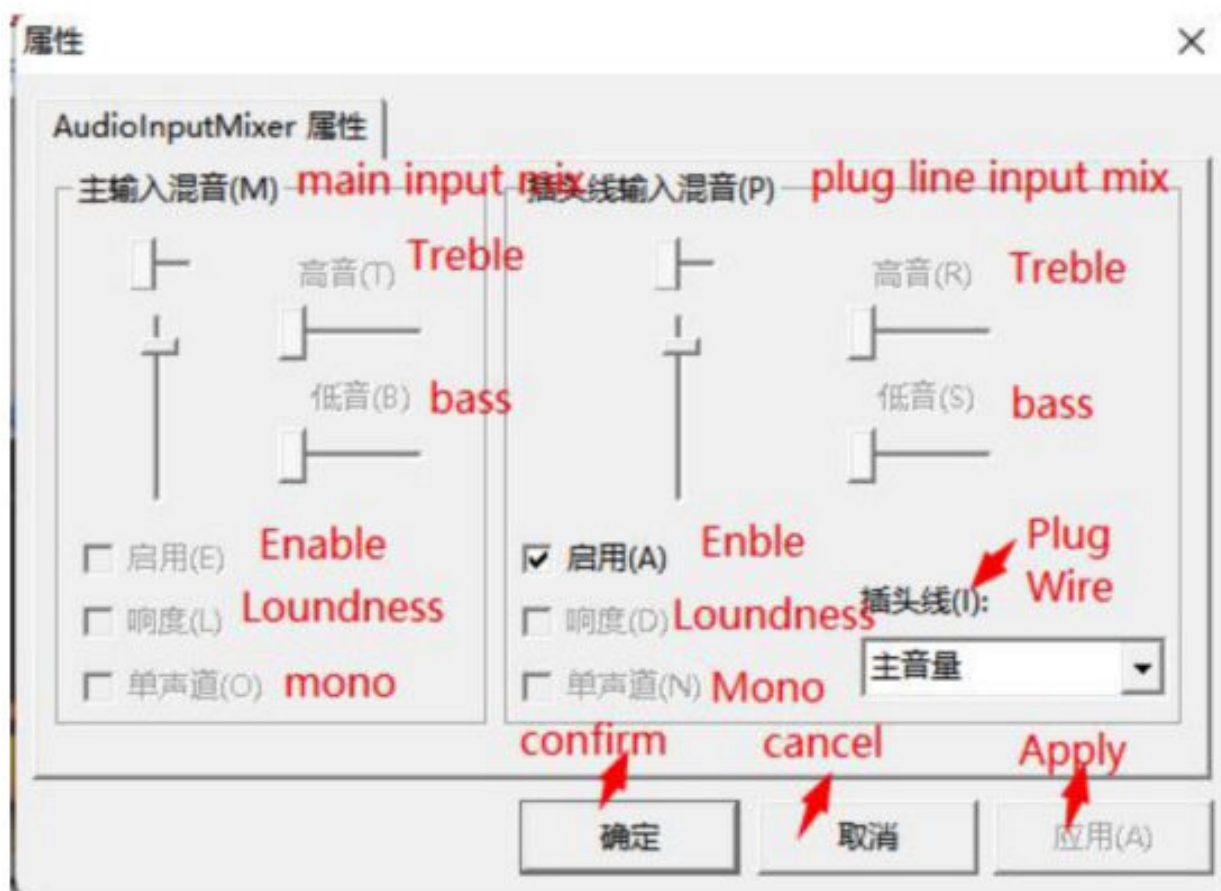 属性
AudioInputMixer 属性
主输入混音(M) main input mix 插头线输入混音(P) plug line input mix
高音(T) Treble 高音(R) Treble
低音(B) bass 低音(S) bass
启用(E) Enable 启用(A) Enble Plug
Wire
响度(L) Loundness 响度(D) Loundness 插头线(I):
单声道(O) mono 单声道(N) Mono 主音量
confirm cancel Apply
确定 取消 应用(A)